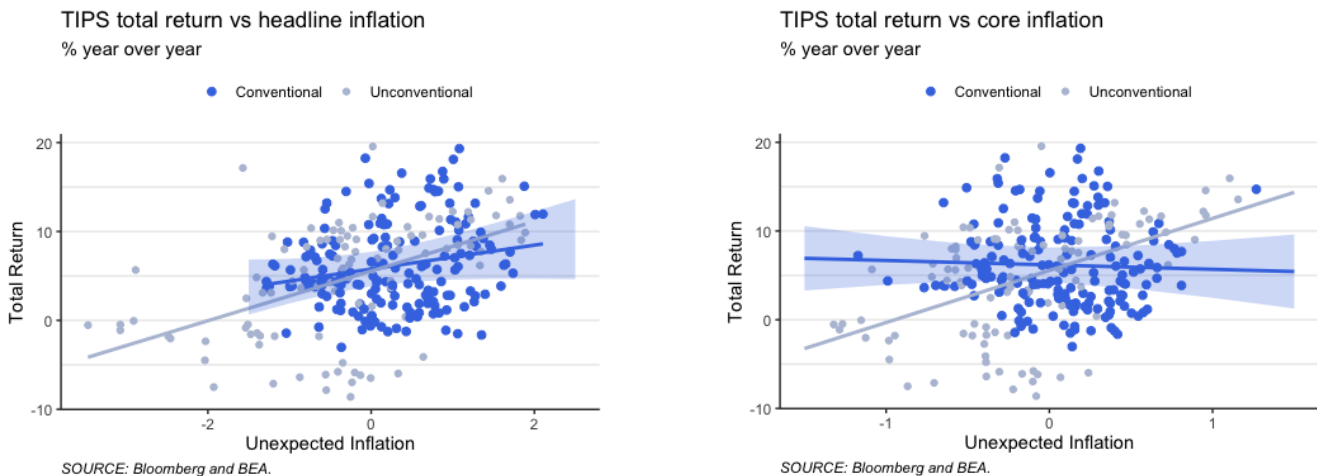 TIPS total return vs headline inflation
% year over year
Conventional Unconventional
20
10
0
-10
Total Return
-2 0 2
Unexpected Inflation
SOURCE: Bloomberg and BEA.
TIPS total return vs core inflation
% year over year
Conventional Unconventional
20
10
0
-10
Total Return
-1 0 1
Unexpected Inflation
SOURCE: Bloomberg and BEA.